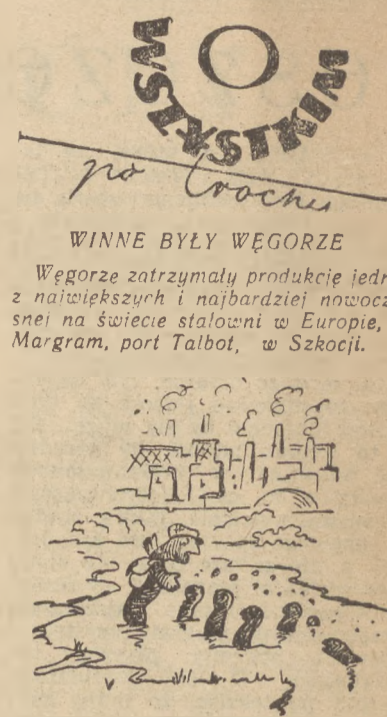 O
WSZYSTKIM
po trochu
WINNE BYŁY WĘGORZE
Węgorze zatrzymały produkcję jedn
z największych i najbardziej nowocz
snej na świecie stalowni w Europie,
Margram, port Talbot, w Szkocji.